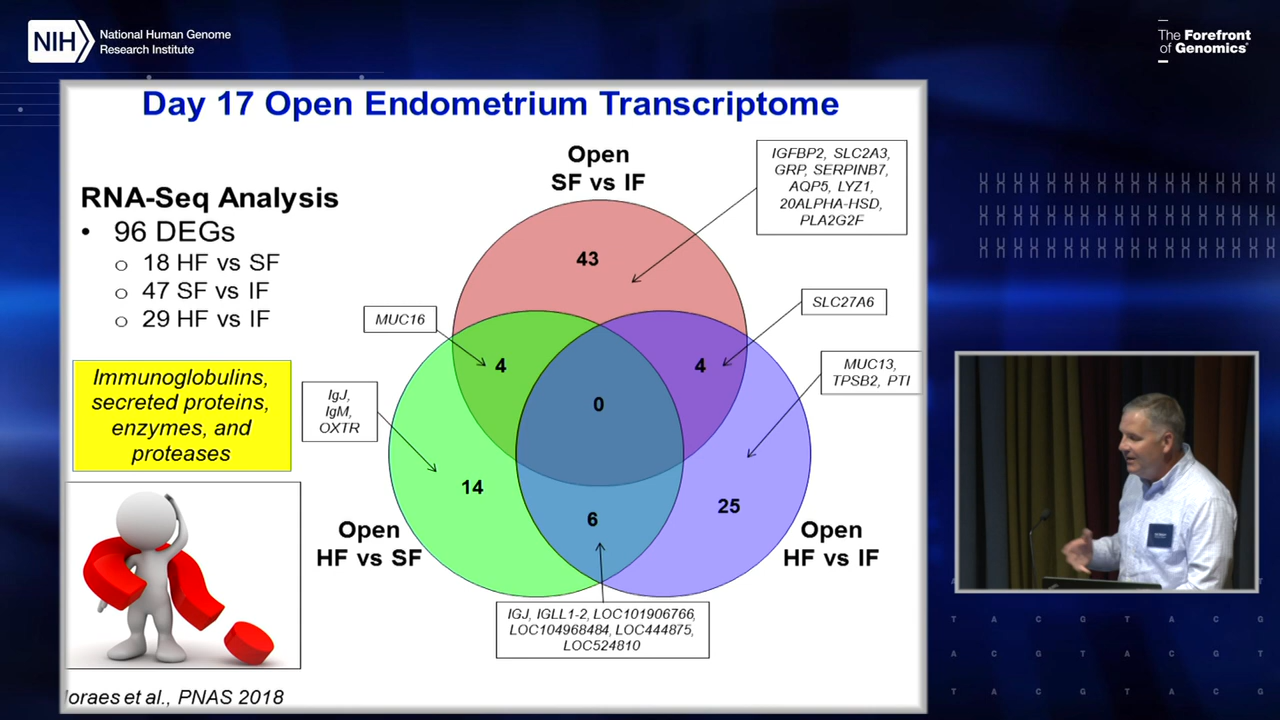 NIH
National Human Genome
Research Institute
The Forefront
of Genomics®
Day 17 Open Endometrium Transcriptome
RNA-Seq Analysis
• 96 DEGs
o 18 HF vs SF
o 47 SF vs IF
o 29 HF vs IF
Immunoglobulins,
secreted proteins,
enzymes, and
proteases
Open
SF vs IF
IGFBP2, SLC2A3,
GRP, SERPINB7,
AQP5, LYZ1,
20ALPHA-HSD,
PLA2G2F
43
MUC16
SLC27A6
4
4
0
MUC13,
TPSB2, PTI
IgJ,
IgM,
OXTR
14
6
25
Open
HF vs SF
Open
HF vs IF
IGJ, IGLL1-2, LOC101906766,
LOC104968484, LOC444875,
LOC524810
oraes et al., PNAS 2018
T A C G T A C G
A C G T A C G T
T A C G T A C G